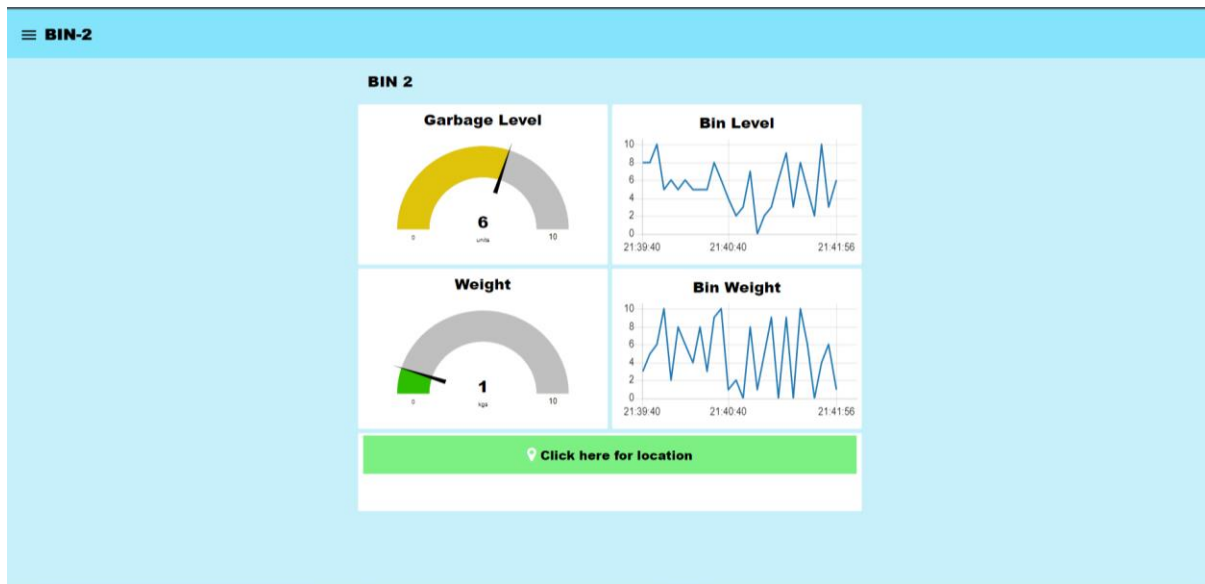 BIN-2
BIN 2
Garbage Level
6
units
0
10
Bin Level
10
8
6
4
2
0
21:39:40
21:40:40
21:41:56
Weight
1
kgs
0
10
Bin Weight
10
8
6
4
2
0
21:39:40
21:40:40
21:41:56
Click here for location